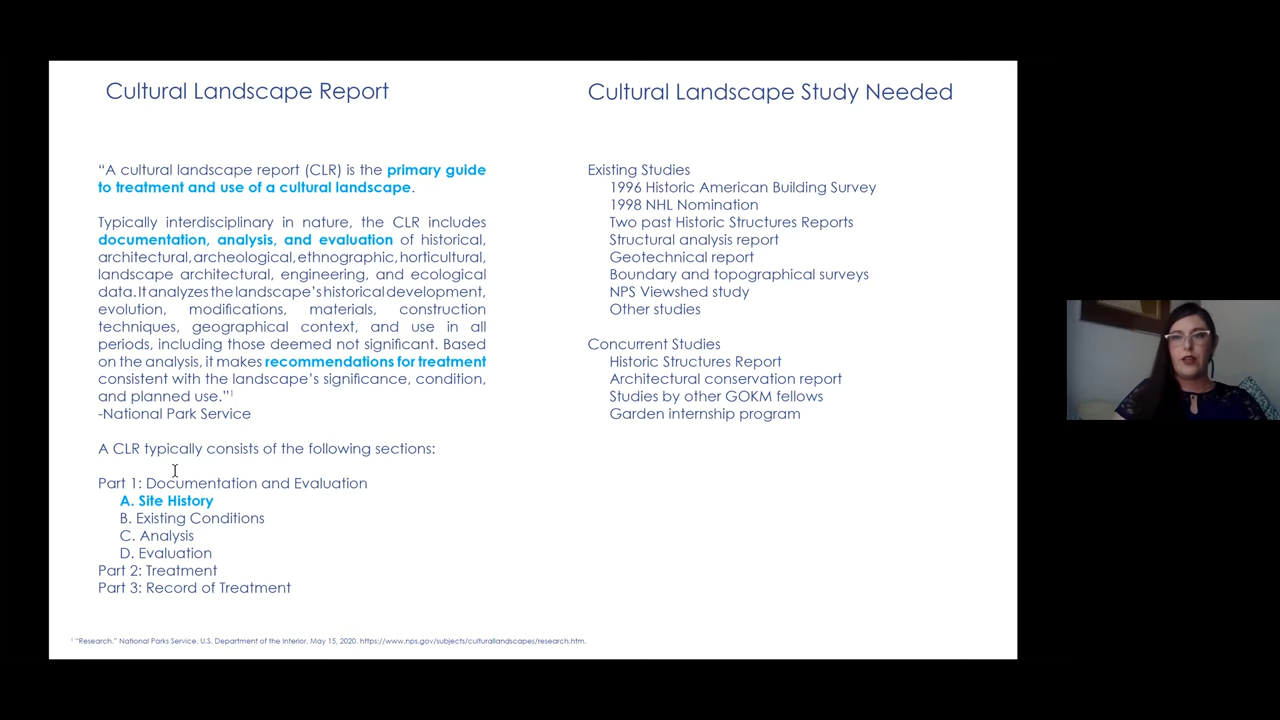 Cultural Landscape Report
“A cultural landscape report (CLR) is the primary guide
to treatment and use of a cultural landscape.
Typically interdisciplinary in nature, the CLR includes
documentation, analysis, and evaluation of historical,
architectural, archeological, ethnographic, horticultural,
landscape architectural, engineering, and ecological
data. It analyzes the landscape’s historical development,
evolution, modifications, materials, construction
techniques, geographical context, and use in all
periods, including those deemed not significant. Based
on the analysis, it makes recommendations for treatment
consistent with the landscape’s significance, condition,
and planned use.”¹
-National Park Service
A CLR typically consists of the following sections:
Part 1: Documentation and Evaluation
A. Site History
B. Existing Conditions
C. Analysis
D. Evaluation
Part 2: Treatment
Part 3: Record of Treatment
Cultural Landscape Study Needed
Existing Studies
1996 Historic American Building Survey
1998 NHL Nomination
Two past Historic Structures Reports
Structural analysis report
Geotechnical report
Boundary and topographical surveys
NPS Viewshed study
Other studies
Concurrent Studies
Historic Structures Report
Architectural conservation report
Studies by other GOKM fellows
Garden internship program
¹ “Research.” National Parks Service. U.S. Department of the Interior, May 15, 2020. https://www.nps.gov/subjects/culturallandscapes/research.htm.